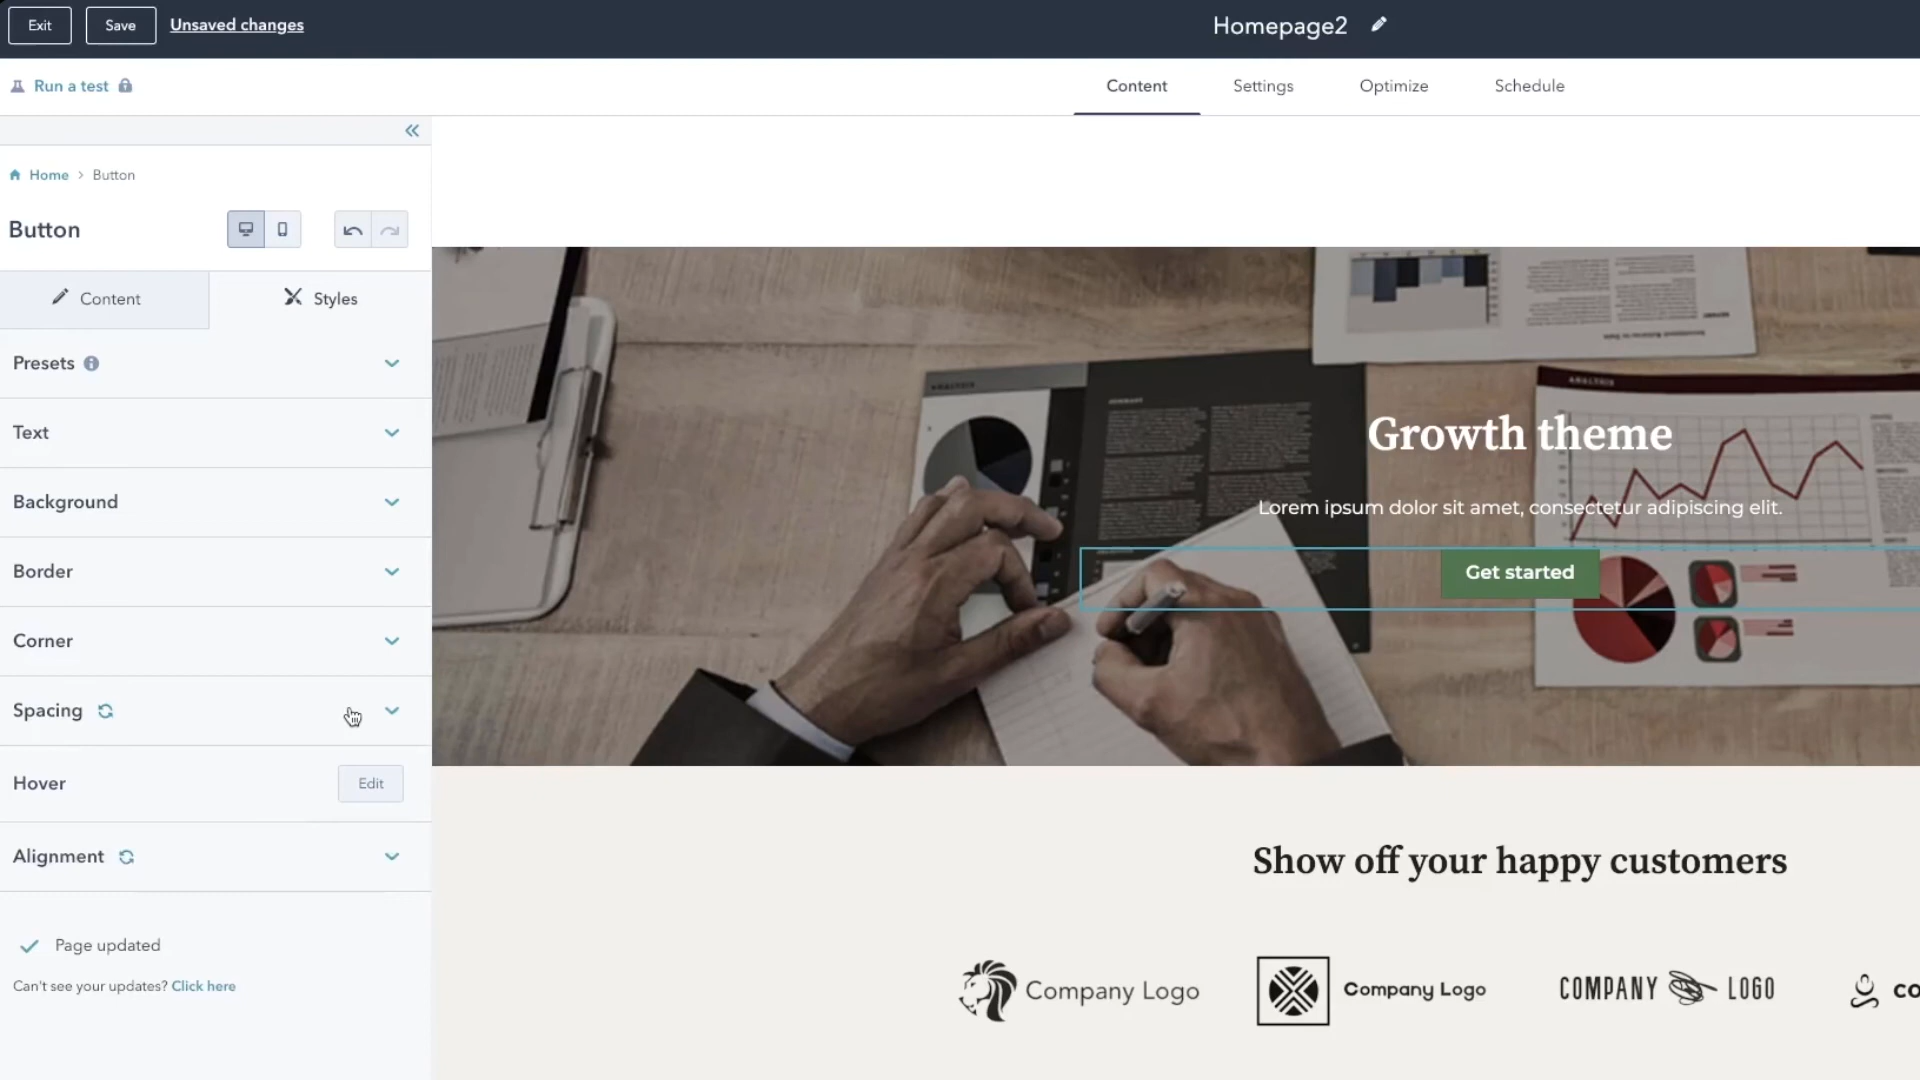 Exit
Save
Unsaved changes
Homepage2
Run a test
Content
Settings
Optimize
Schedule
Home > Button
Button
Content
Styles
Presets
Text
Background
Border
Corner
Spacing
Hover
Edit
Alignment
Page updated
Can't see your updates? Click here
ANALYSIS
Growth theme
Lorem ipsum dolor sit amet, consectetur adipiscing elit.
Get started
Show off your happy customers
Company Logo
Company Logo
COMPANY LOGO
CO